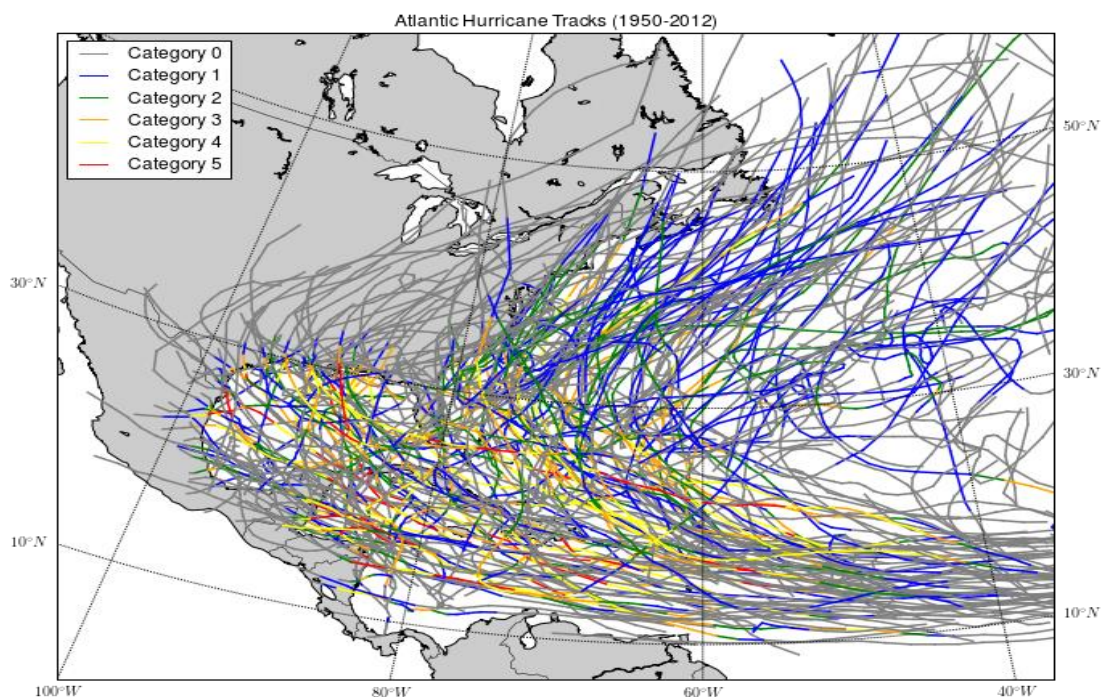 Atlantic Hurricane Tracks (1950-2012)
Category 0
Category 1
Category 2
Category 3
Category 4
Category 5
50°N
30°N
30°N
10°N
10°N
100°W
80°W
60°W
40°W